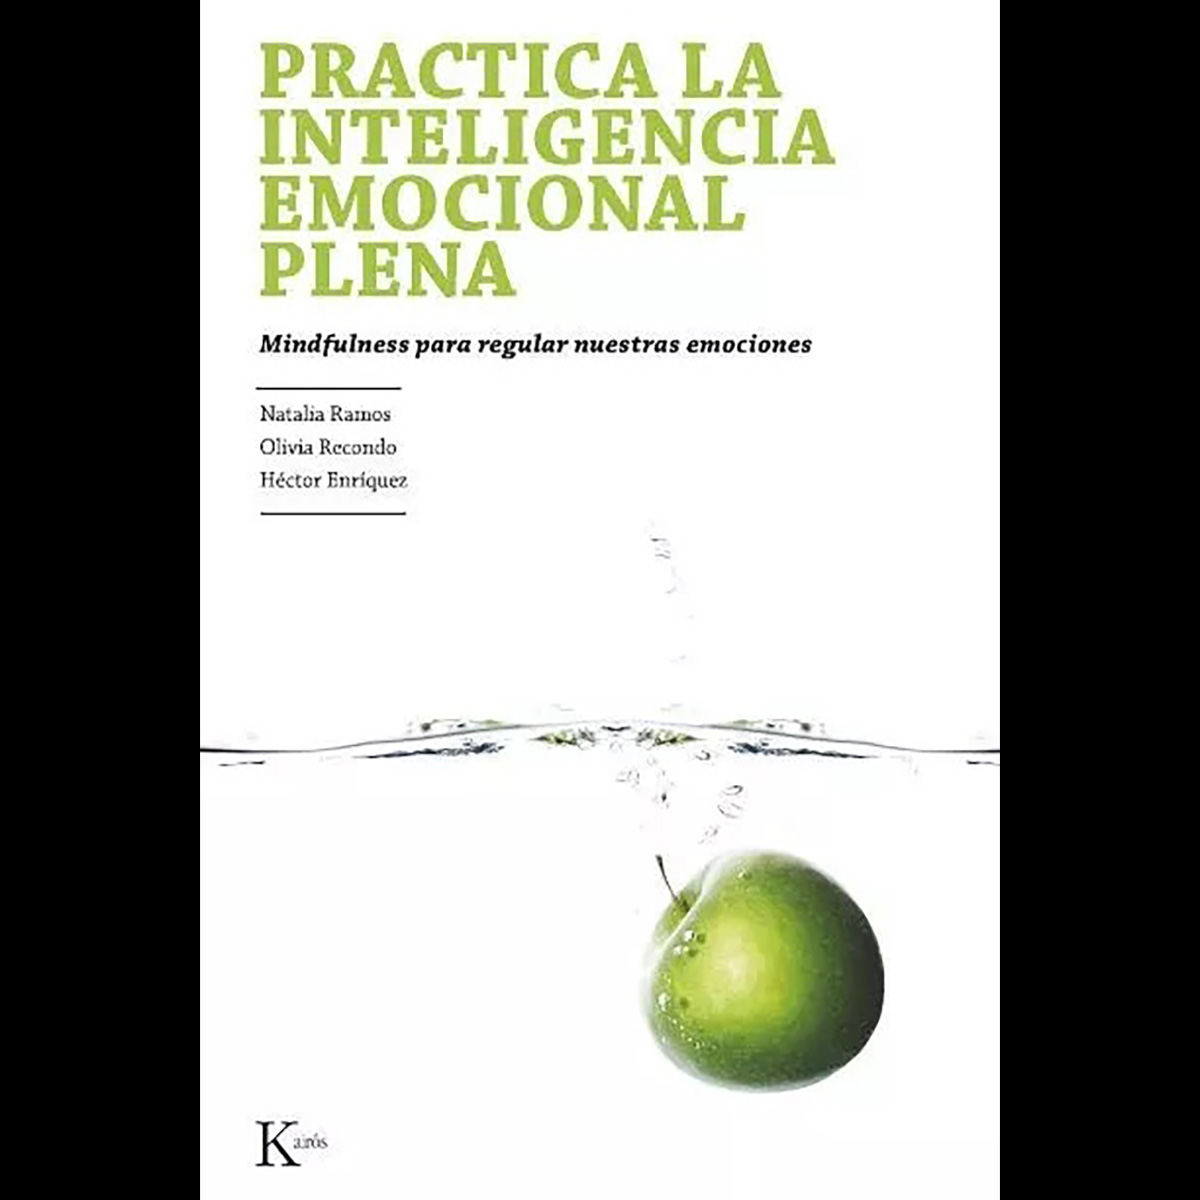 PRACTICA LA
INTELIGENCIA
EMOCIONAL
PLENA
Mindfulness para regular nuestras emociones
Natalia Ramos
Olivia Recondo
Héctor Enríquez
Kairós